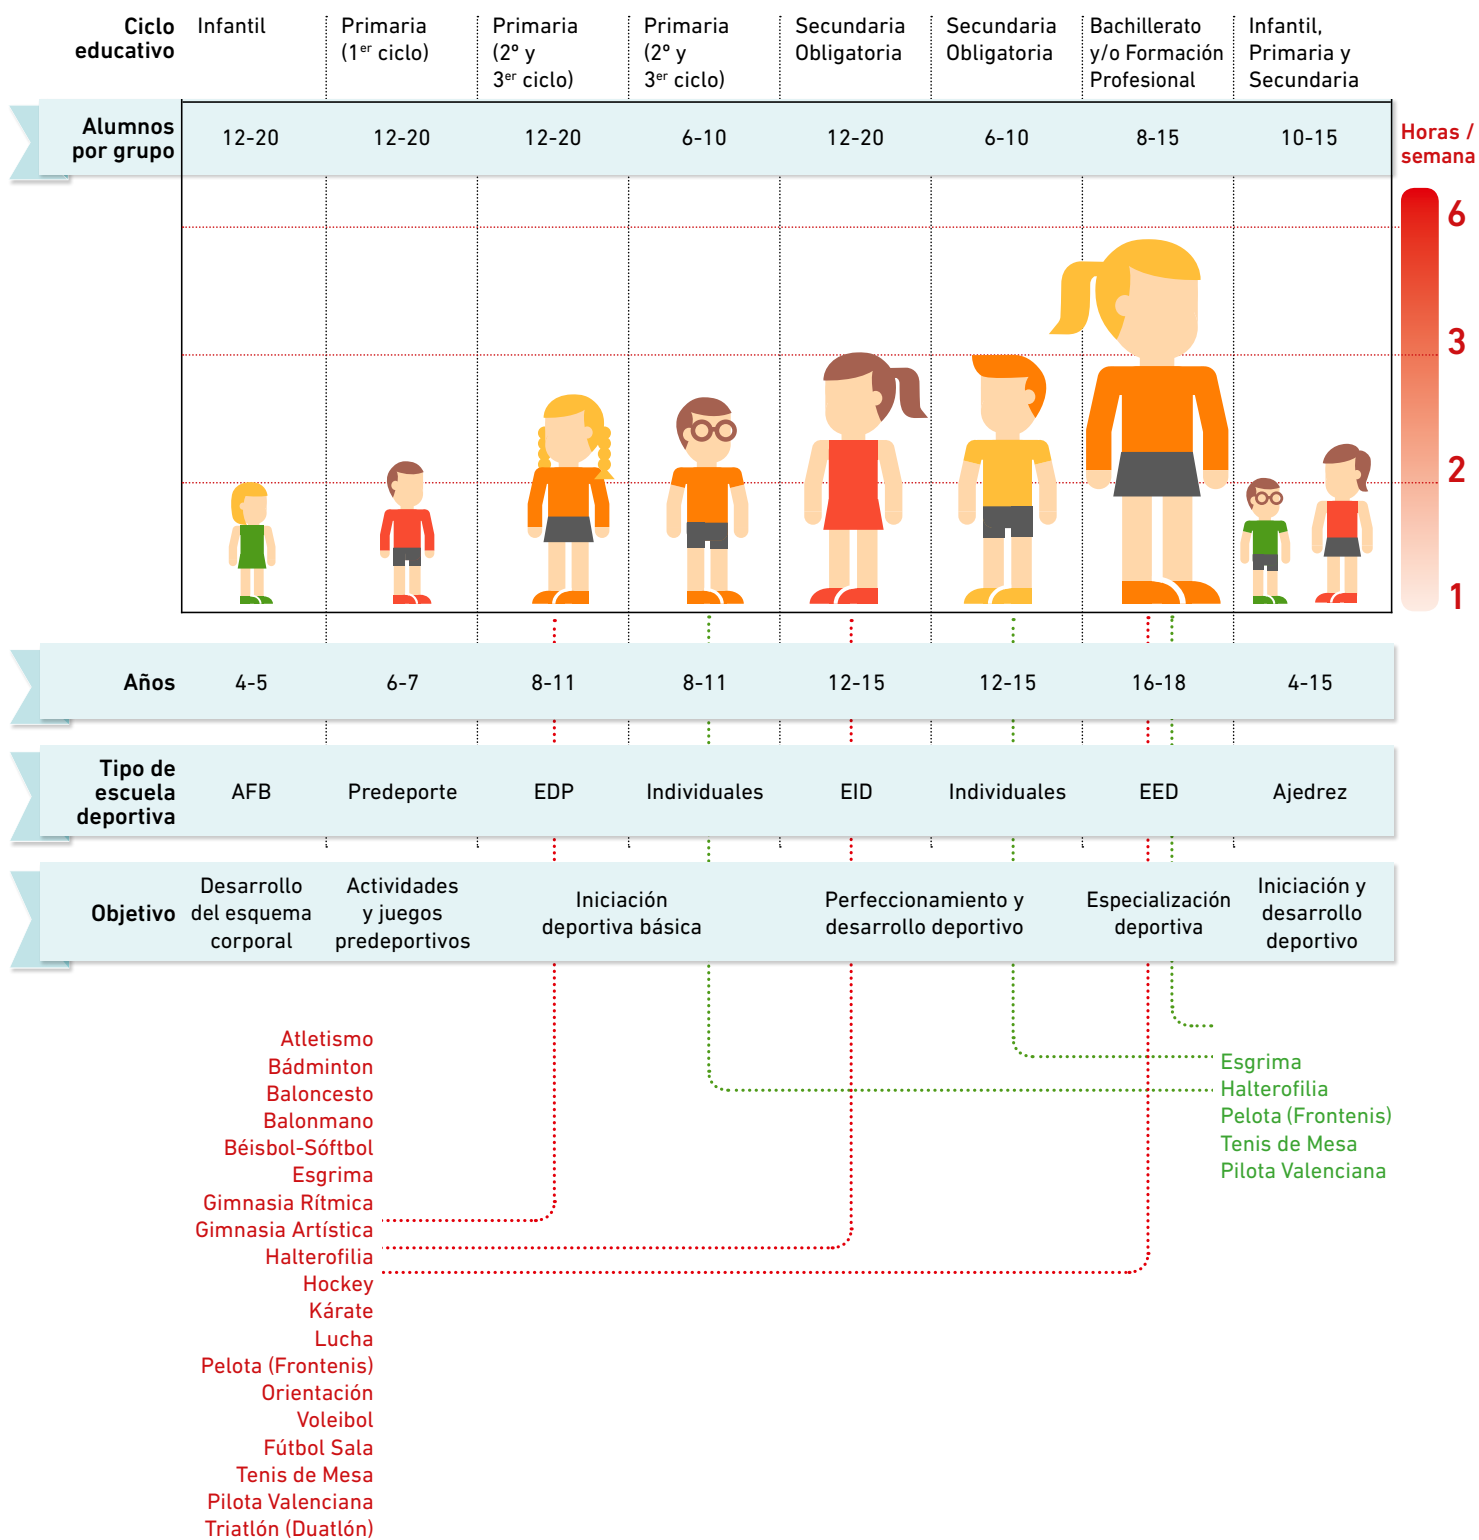 Ciclo
educativo
Infantil
Primaria
(1er ciclo)
Primaria
(2º y
3er ciclo)
Primaria
(2º y
3er ciclo)
Secundaria
Obligatoria
Secundaria
Obligatoria
Bachillerato
y/o Formación
Profesional
Infantil,
Primaria y
Secundaria
Alumnos
por grupo
12-20
12-20
12-20
6-10
12-20
6-10
8-15
10-15
Horas /
semana
6
3
2
1
Años
4-5
6-7
8-11
8-11
12-15
12-15
16-18
4-15
Tipo de
escuela
deportiva
AFB
Predeporte
EDP
Individuales
EID
Individuales
EED
Ajedrez
Objetivo
Desarrollo
del esquema
corporal
Actividades
y juegos
predeportivos
Iniciación
deportiva básica
Perfeccionamiento y
desarrollo deportivo
Especialización
deportiva
Iniciación y
desarrollo
deportivo
Atletismo
Bádminton
Baloncesto
Balonmano
Béisbol-Sóftbol
Esgrima
Gimnasia Rítmica
Gimnasia Artística
Halterofilia
Hockey
Kárate
Lucha
Pelota (Frontenis)
Orientación
Voleibol
Fútbol Sala
Tenis de Mesa
Pilota Valenciana
Triatlón (Duatlón)
Esgrima
Halterofilia
Pelota (Frontenis)
Tenis de Mesa
Pilota Valenciana